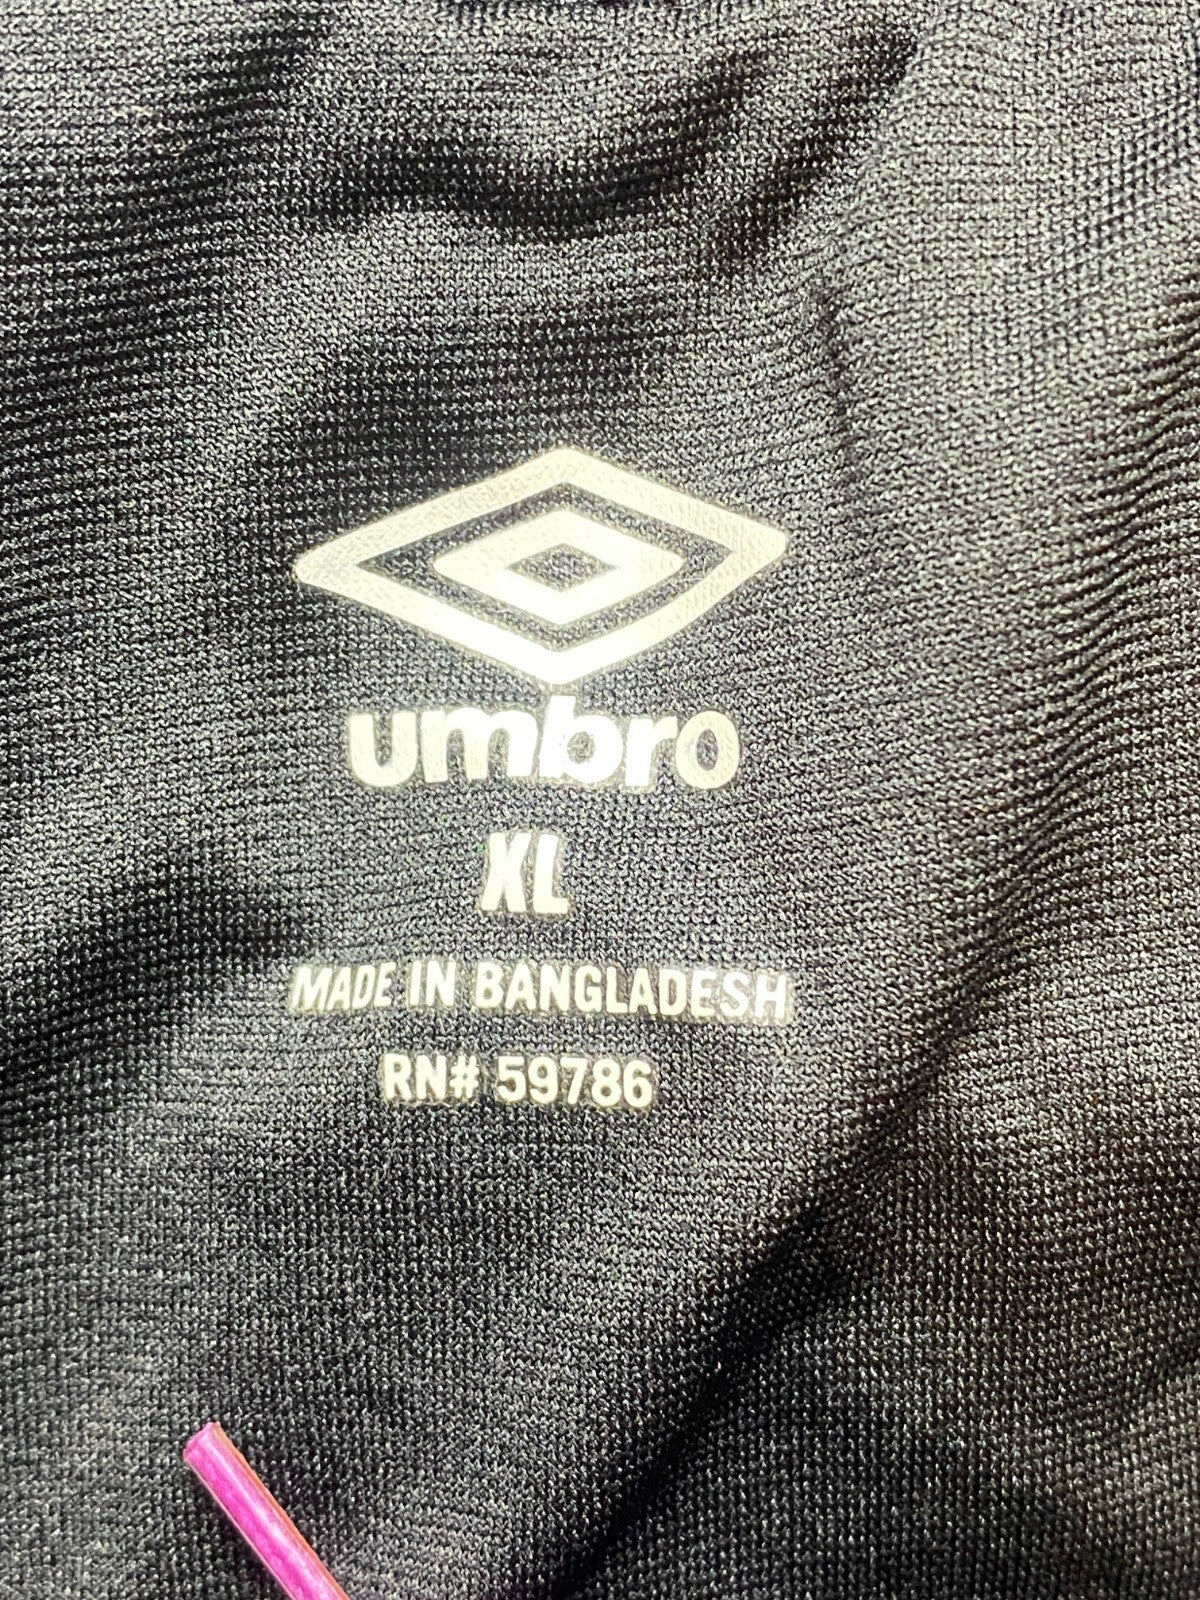 umbro
XL
MADE IN BANGLADESH
RN# 59786